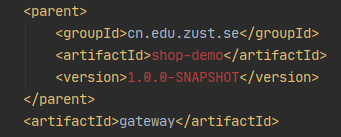 <parent>
<groupId>cn.edu.zust.se</groupId>
<artifactId>shop-demo</artifactId>
<version>1.0.0-SNAPSHOT</version>
</parent>
<artifactId>gateway</artifactId>